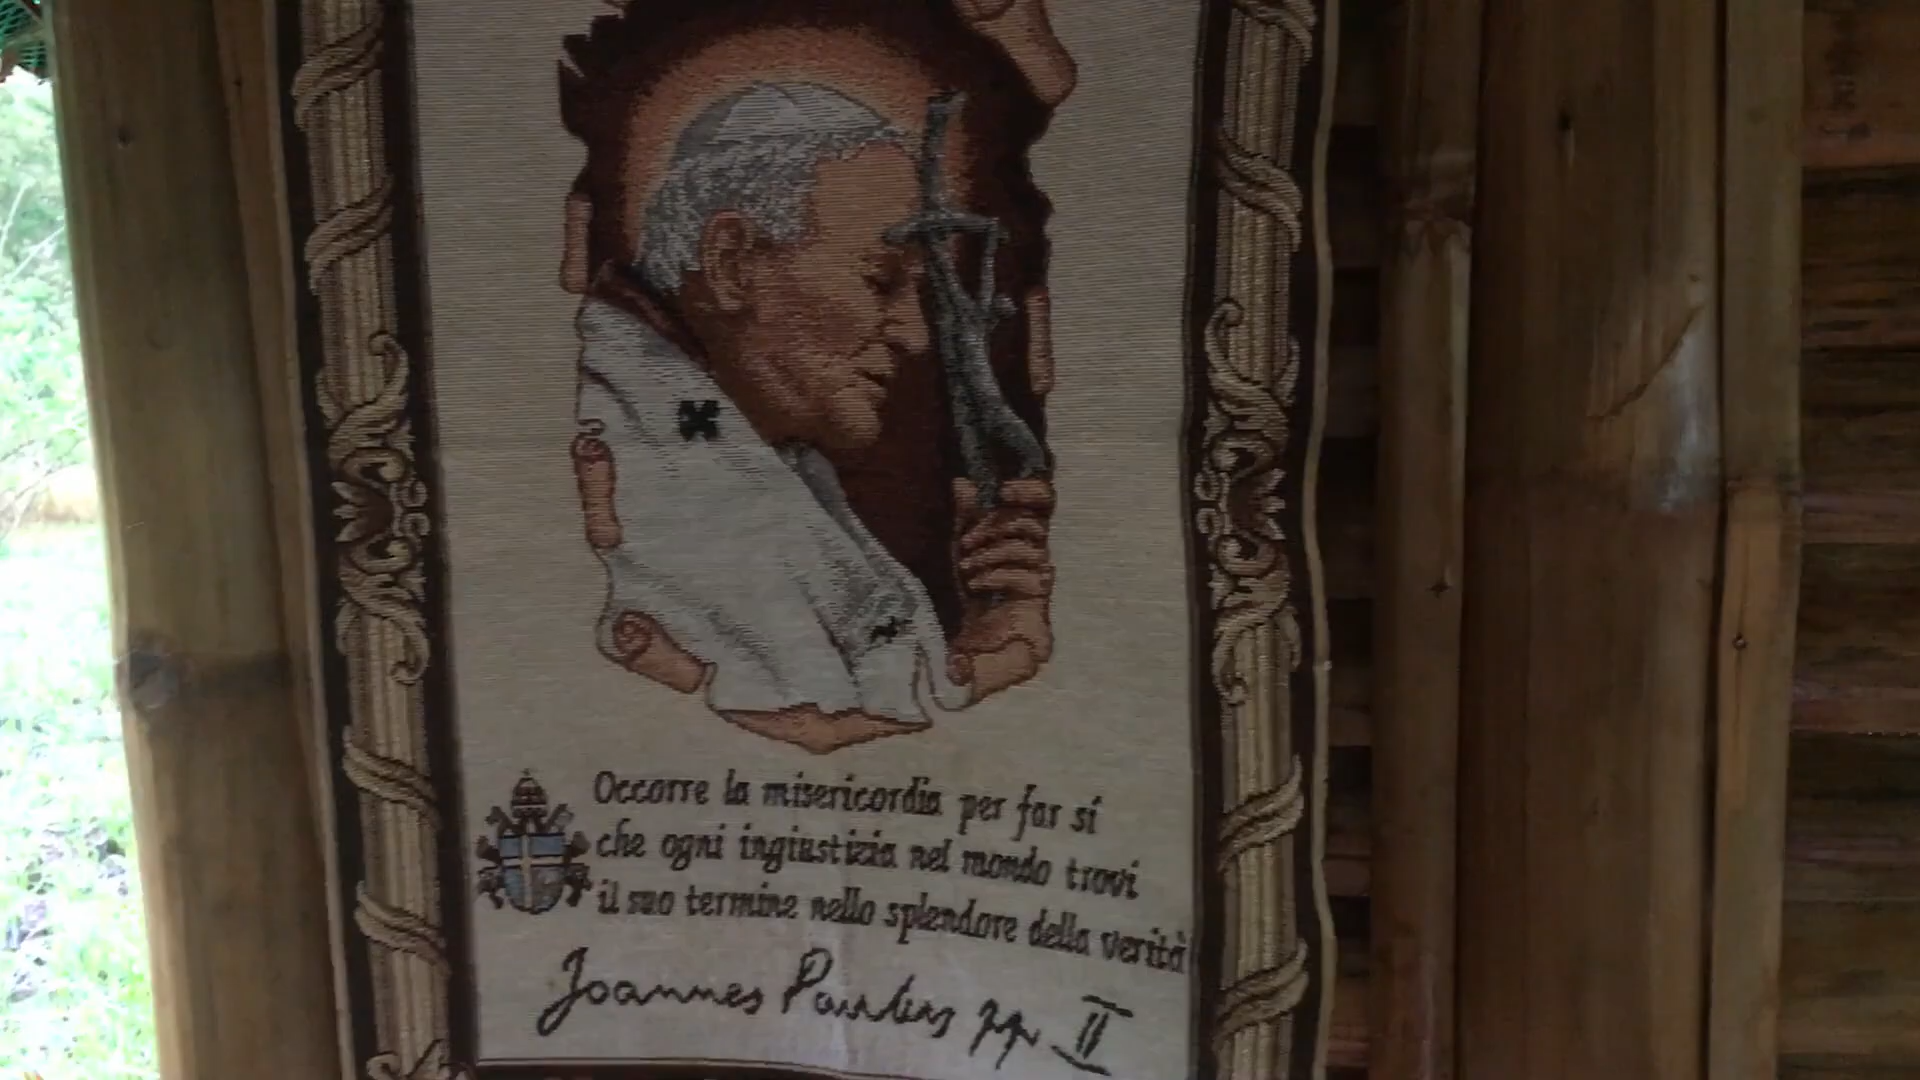 Occorre la misericordia per far sí
che ogni ingiustizia nel mondo trovi
il suo termine nello splendore della verità
Joannes Paulus pp II